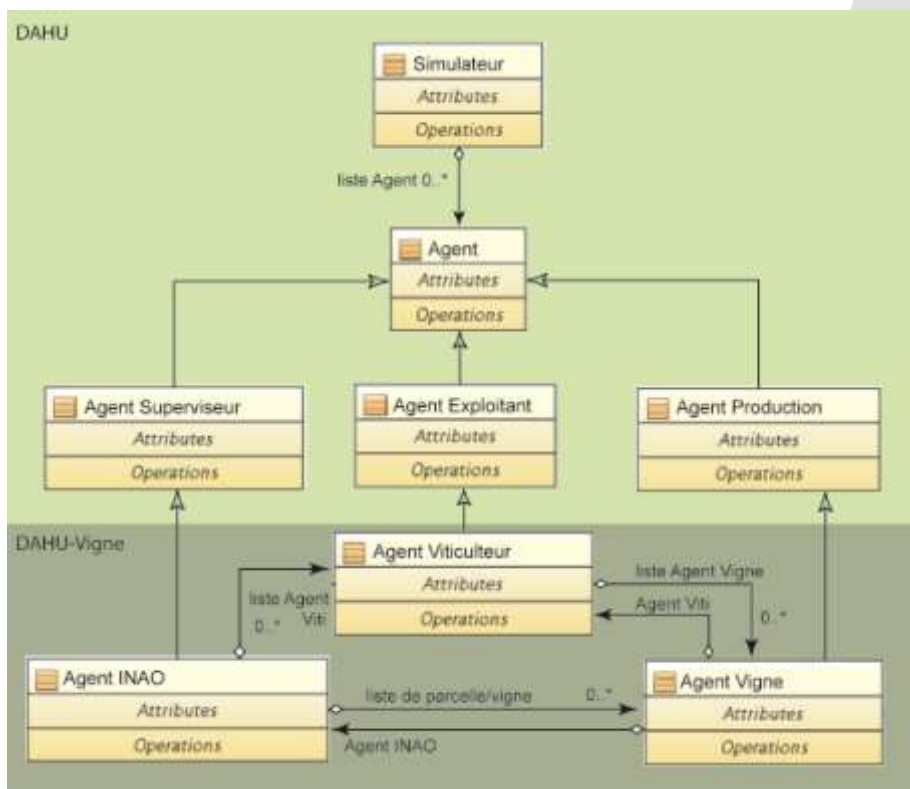 DAHU
Simulateur
Attributes
Operations
liste Agent 0..*
Agent
Attributes
Operations
Agent Superviseur
Attributes
Operations
Agent Exploitant
Attributes
Operations
Agent Production
Attributes
Operations
DAHU-Vigne
Agent Viticulteur
Attributes
Operations
liste Agent
Viti
0..*
liste Agent Vigne
Agent Viti
0..*
Agent INAO
Attributes
Operations
liste de parcelle/vigne
0..*
Agent INAO
Agent Vigne
Attributes
Operations